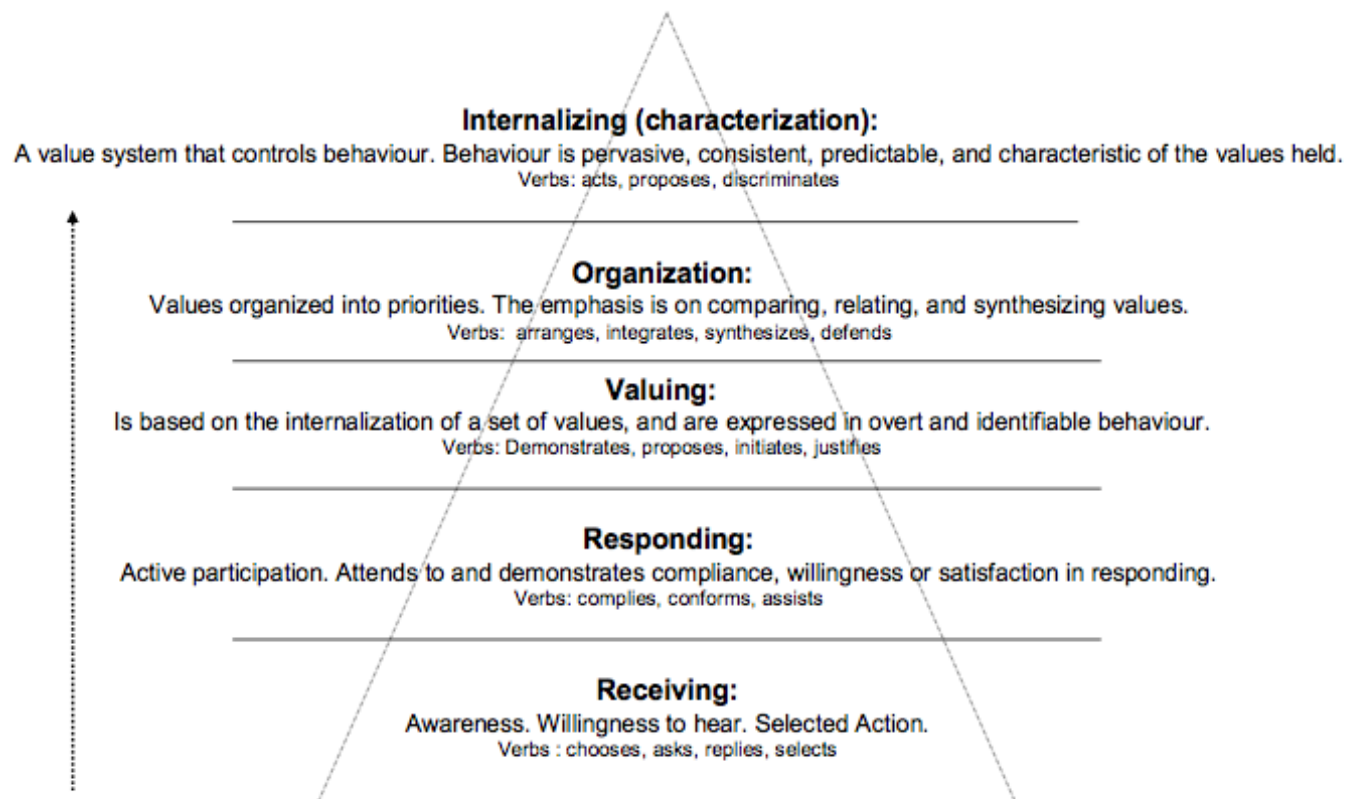 Internalizing (characterization):
A value system that controls behaviour. Behaviour is pervasive, consistent, predictable, and characteristic of the values held.
Verbs: acts, proposes, discriminates
Organization:
Values organized into priorities. The emphasis is on comparing, relating, and synthesizing values.
Verbs: arranges, integrates, synthesizes, defends
Valuing:
Is based on the internalization of a set of values, and are expressed in overt and identifiable behaviour.
Verbs: Demonstrates, proposes, initiates, justifies
Responding:
Active participation. Attends to and demonstrates compliance, willingness or satisfaction in responding.
Verbs: complies, conforms, assists
Receiving:
Awareness. Willingness to hear. Selected Action.
Verbs : chooses, asks, replies, selects